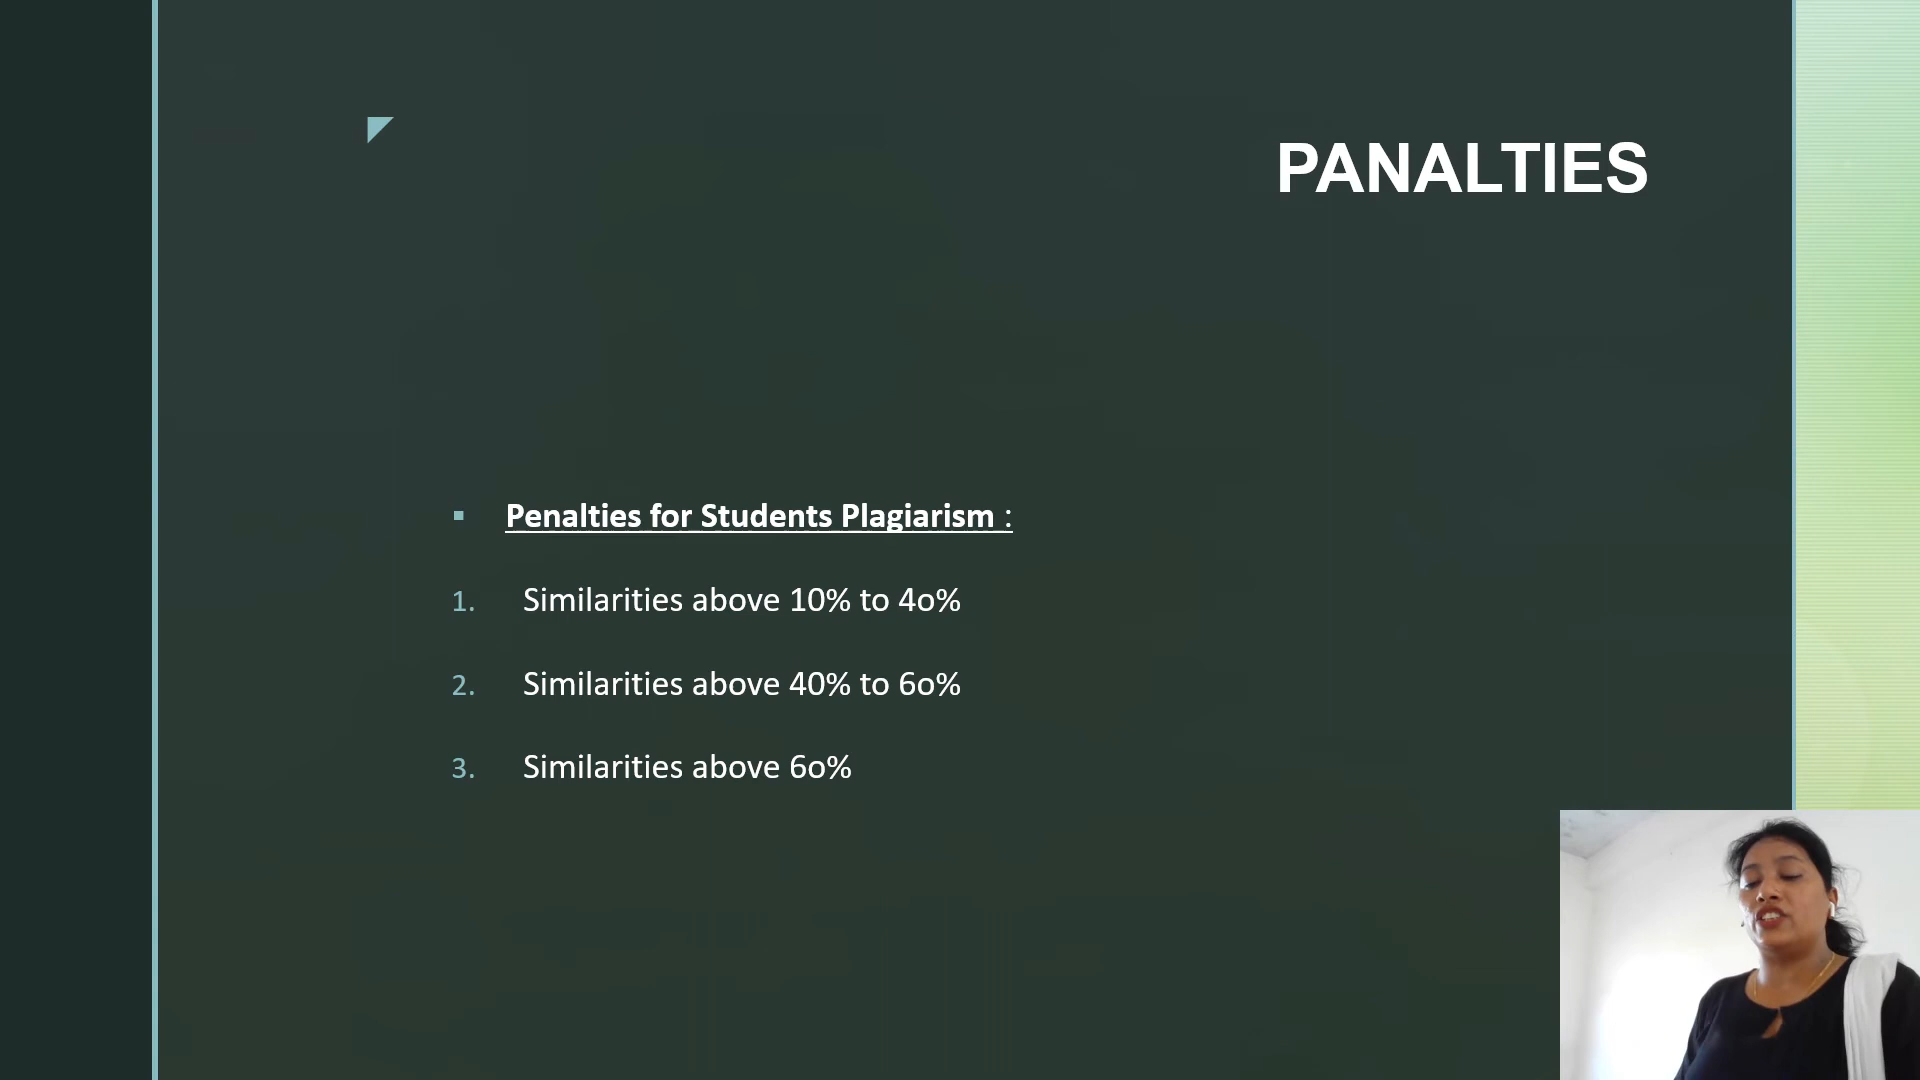 PANALTIES
▪ Penalties for Students Plagiarism :
1. Similarities above 10% to 4o%
2. Similarities above 40% to 6o%
3. Similarities above 6o%